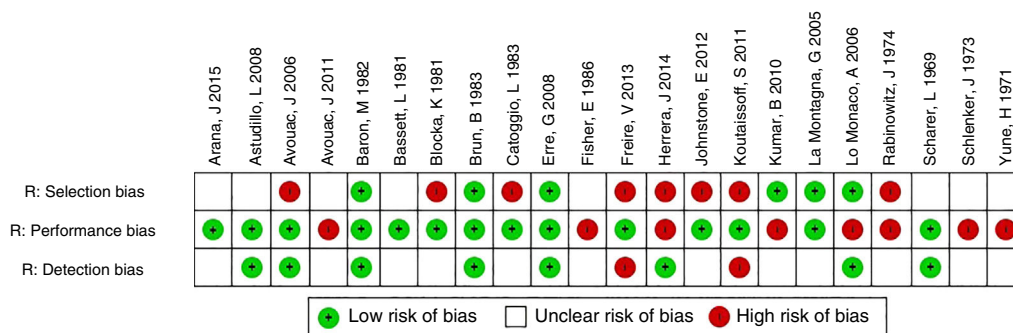 Arana, J 2015
Astudillo, L 2008
Avouac, J 2006
Avouac, J 2011
Baron, M 1982
Bassett, L 1981
Blocka, K 1981
Brun, B 1983
Catoggio, L 1983
Erre, G 2008
Fisher, E 1986
Freire, V 2013
Herrera, J 2014
Johnstone, E 2012
Koutaissoff, S 2011
Kumar, B 2010
La Montagna, G 2005
Lo Monaco, A 2006
Rabinowitz, J 1974
Scharer, L 1969
Schlenker, J 1973
Yune, H 1971
R: Selection bias - + - + - + - - - - + + + -
R: Performance bias + + + - + + + + + + - + - + + - + - - + - -
R: Detection bias + + + + + - + - + +
+ Low risk of bias Unclear risk of bias - High risk of bias